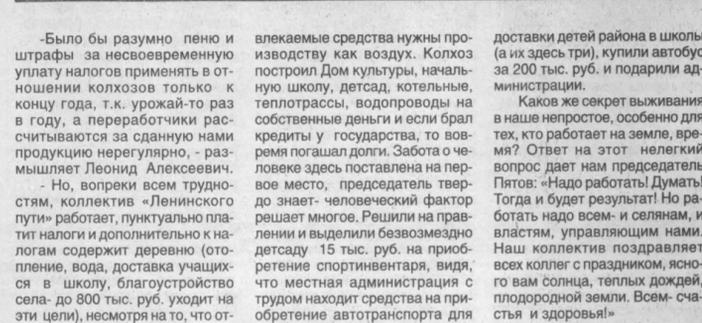 -Было бы разумно пеню и
штрафы за несвоевременную
уплату налогов применять в от-
ношении колхозов только к
концу года, т.к. урожай-то раз
в году, а переработчики рас-
считываются за сданную нами
продукцию нерегулярно, - раз-
мышляет Леонид Алексеевич.
- Но, вопреки всем трудно-
стям, коллектив «Ленинского
пути» работает, пунктуально пла-
тит налоги и дополнительно к на-
логам содержит деревню (ото-
пление, вода, доставка учащих-
ся в школу, благоустройство
села- до 800 тыс. руб. уходит на
эти цели), несмотря на то, что от-
влекаемые средства нужны про-
изводству как воздух. Колхоз
построил Дом культуры, началь-
ную школу, детсад, котельные,
теплотрассы, водопроводы на
собственные деньги и если брал
кредиты у государства, то вов-
ремя погашал долги. Забота о че-
ловеке здесь поставлена на пер-
вое место, председатель твер-
до знает- человеческий фактор
решает многое. Решили на прав-
лении и выделили безвозмездно
детсаду 15 тыс. руб. на приоб-
ретение спортинвентаря, видя,
что местная администрация с
трудом находит средства на при-
обретение автотранспорта для
доставки детей района в школы
(а их здесь три), купили автобус
за 200 тыс. руб. и подарили ад-
министрации.
Каков же секрет выживания
в наше непростое, особенно для
тех, кто работает на земле, вре-
мя? Ответ на этот нелегкий
вопрос дает нам председатель
Пятов: «Надо работать! Думать!
Тогда и будет результат! Но ра-
ботать надо всем- и селянам, и
властям, управляющим нами.
Наш коллектив поздравляет
всех коллег с праздником, ясно-
го вам солнца, теплых дождей,
плодородной земли. Всем- сча-
стья и здоровья!»